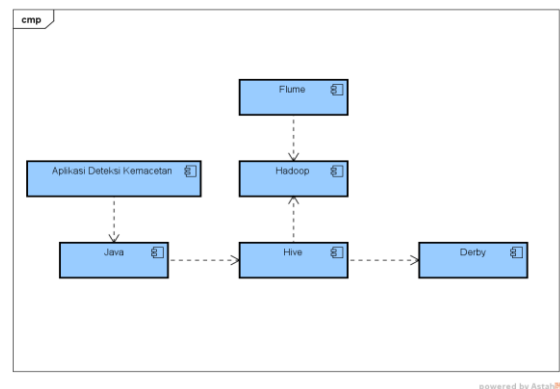 cmp
Flume
Aplikasi Deteksi Kemacetan
Hadoop
Java
Hive
Derby
powered by Astah